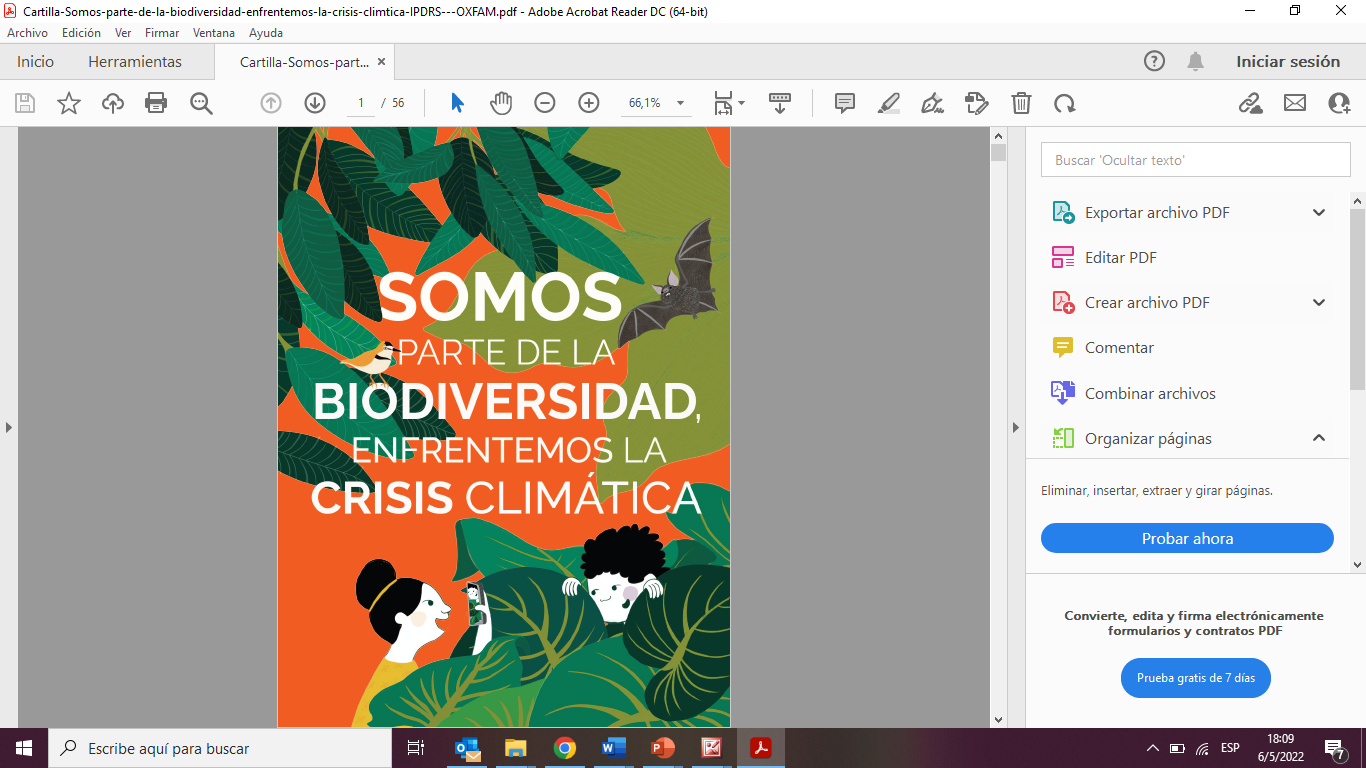 Cartilla-Somos-parte-de-la-biodiversidad-enfrentemos-la-crisis-climtica-IPDRS---OXFAM.pdf - Adobe Acrobat Reader DC (64-bit)
Archivo Edición Ver Firmar Ventana Ayuda
Inicio Herramientas Cartilla-Somos-part... Iniciar sesión
1 / 56 66,1%
SOMOS
PARTE DE LA
BIODIVERSIDAD,
ENFRENTEMOS LA
CRISIS CLIMÁTICA
Buscar 'Ocultar texto'
Exportar archivo PDF
Editar PDF
Crear archivo PDF
Comentar
Combinar archivos
Organizar páginas
Eliminar, insertar, extraer y girar páginas.
Probar ahora
Convierte, edita y firma electrónicamente
formularios y contratos PDF
Prueba gratis de 7 días
Escribe aquí para buscar
ESP
18:09
6/5/2022
7